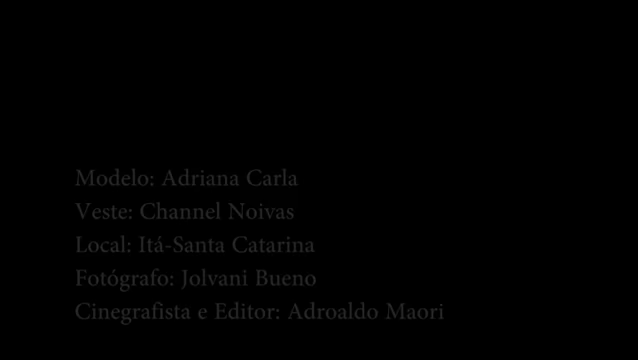 Modelo: Adriana Carla
Veste: Channel Noivas
Local: Itá-Santa Catarina
Fotógrafo: Jolvani Bueno
Cinegrafista e Editor: Adroaldo Maori